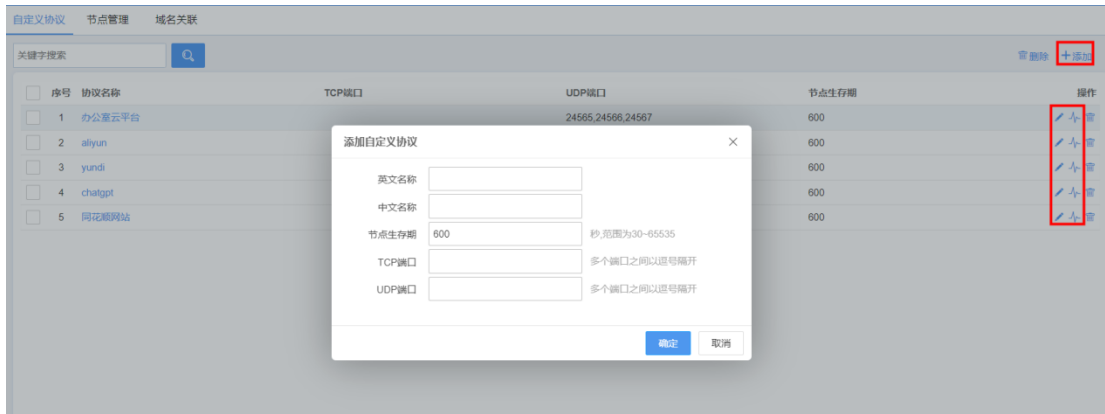 自定义协议 节点管理 域名关联
关键字搜索 删除 +添加
序号 协议名称 TCP端口 UDP端口 节点生存期 操作
1 办公室云平台 24565,24566,24567 600
2 aliyun 600
3 yundi 600
4 chatgpt 600
5 同花顺网站 600
添加自定义协议
英文名称
中文名称
节点生存期 600 秒,范围为30~65535
TCP端口 多个端口之间以逗号隔开
UDP端口 多个端口之间以逗号隔开
确定 取消